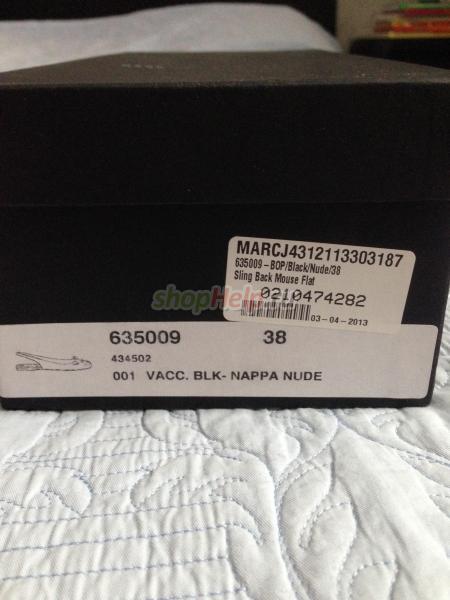 MARCJ4312113303187
635009-BOP/Black/Nude/38
Sling Back Mouse Flat
shopHelp
0210474282
03-04-2013
635009 38
434502
001 VACC. BLK- NAPPA NUDE